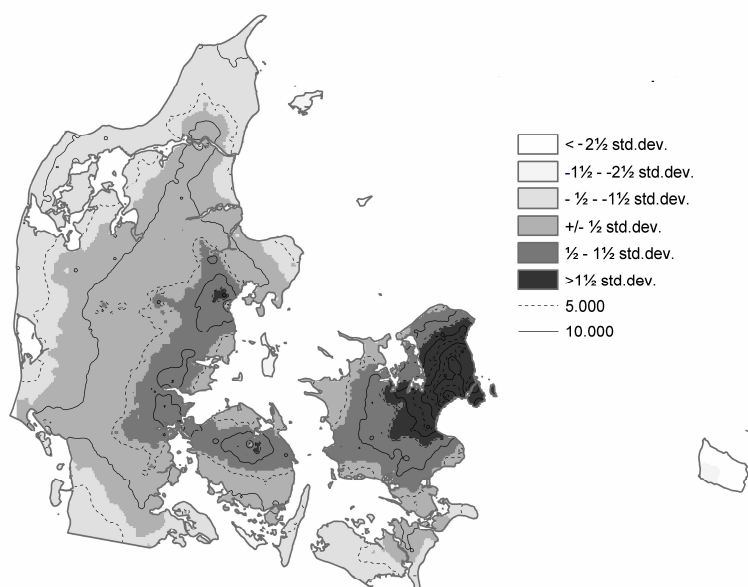 < -2½ std.dev.
-1½ - -2½ std.dev.
- ½ - -1½ std.dev.
+/- ½ std.dev.
½ - 1½ std.dev.
>1½ std.dev.
5.000
10.000